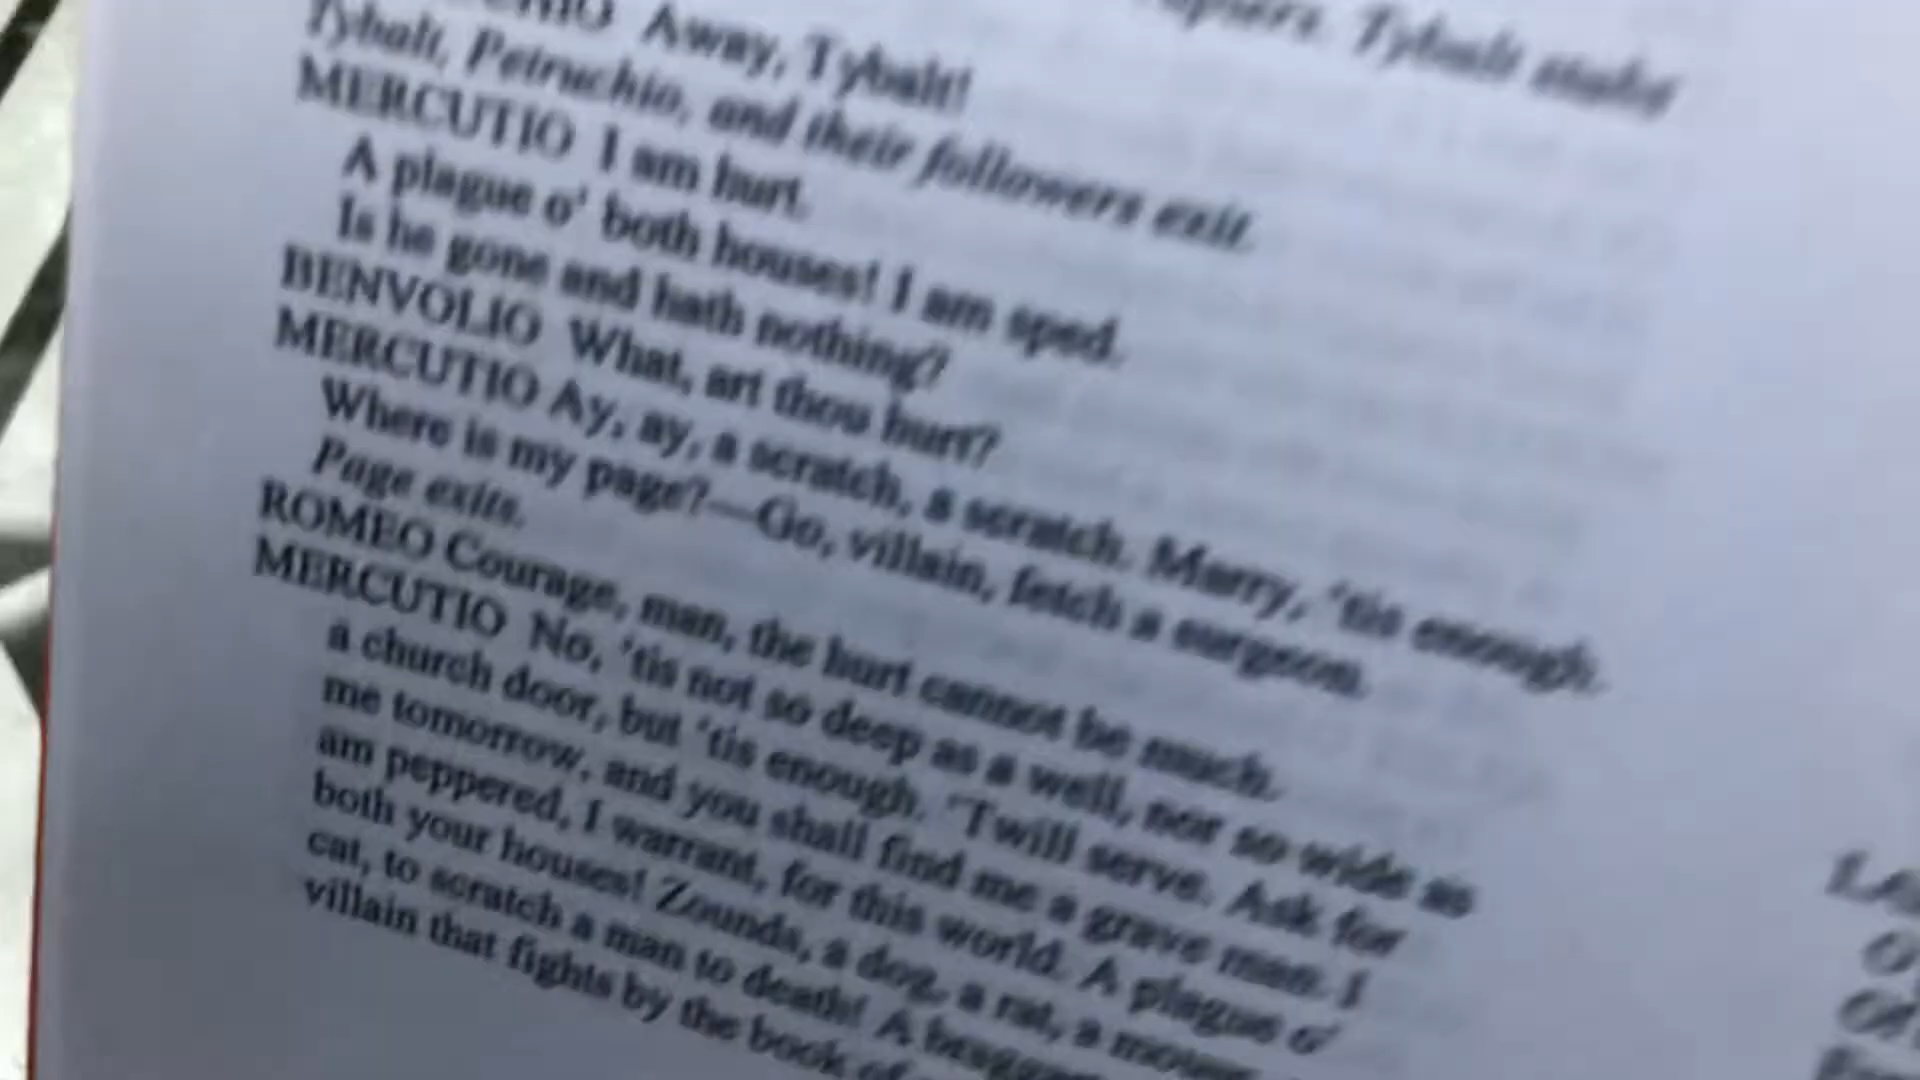 Away, Tybalt!
Tybalt stabs
Tybalt, Petruchio, and their followers exit.
MERCUTIO I am hurt.
A plague o' both houses! I am sped.
Is he gone and hath nothing?
BENVOLIO What, art thou hurt?
MERCUTIO Ay, ay, a scratch, a scratch. Marry, 'tis enough.
Where is my page?—Go, villain, fetch a surgeon.
Page exits.
ROMEO Courage, man, the hurt cannot be much.
MERCUTIO No, 'tis not so deep as a well, nor so wide as
a church door, but 'tis enough. 'Twill serve. Ask for
me tomorrow, and you shall find me a grave man. I
am peppered, I warrant, for this world. A plague o'
both your houses! Zounds, a dog, a rat, a mouse,
cat, to scratch a man to death! A
villain that fights by the book of